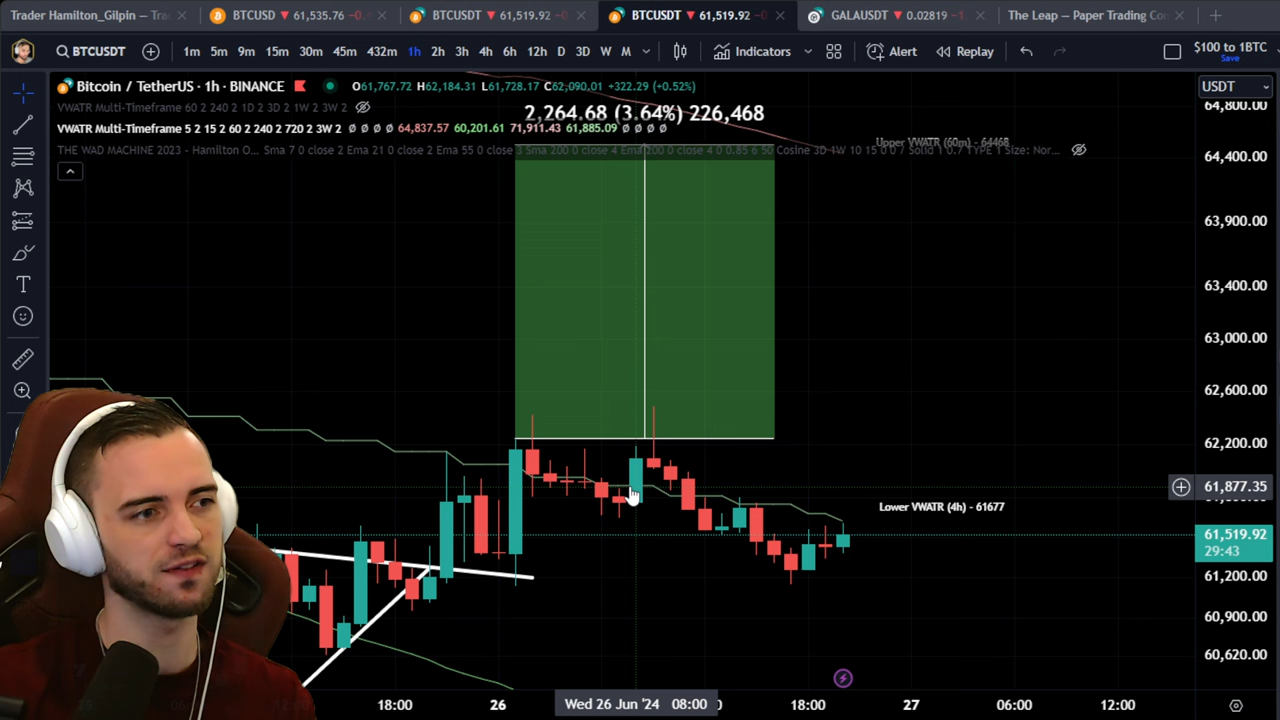 Trader Hamilton_Gilpin — Tra
BTCUSD ▼ 61,535.76 −0.
BTCUSDT ▼ 61,519.92 −0
BTCUSDT ▼ 61,519.92 −0
GALAUSDT ▼ 0.02819 −1.
The Leap — Paper Trading Co
BTCUSDT
1m 5m 9m 15m 30m 45m 432m 1h 2h 3h 4h 6h 12h D 3D W M
Indicators
Alert
Replay
$100 to 1BTC
Save
Bitcoin / TetherUS · 1h · BINANCE
O61,767.72 H62,184.31 L61,728.17 C62,090.01 +322.29 (+0.52%)
USDT
VWATR Multi-Timeframe 60 2 240 2 1D 2 3D 2 1W 2 3W 2
2,264.68 (3.64%) 226,468
VWATR Multi-Timeframe 5 2 15 2 60 2 240 2 720 2 3W 2 Ø Ø Ø Ø 64,837.57 60,201.61 71,911.43 61,885.09 Ø Ø Ø Ø
Upper VWATR (60m) - 64468
THE WAD MACHINE 2023 - Hamilton O... Sma 7 0 close 2 Ema 21 0 close 2 Ema 55 0 close 3 Sma 200 0 close 4 Ema 200 0 close 4 0 0.85 6 50 Cosine 3D 1W 10 15 0 0 7 Solid 1 0.7 TYPE 1 Size: Nor...
64,800.00
64,400.00
63,900.00
63,400.00
63,000.00
62,600.00
62,200.00
61,877.35
Lower VWATR (4h) - 61677
61,519.92
29:43
61,200.00
60,900.00
60,620.00
18:00
26
Wed 26 Jun '24 08:00
18:00
27
06:00
12:00